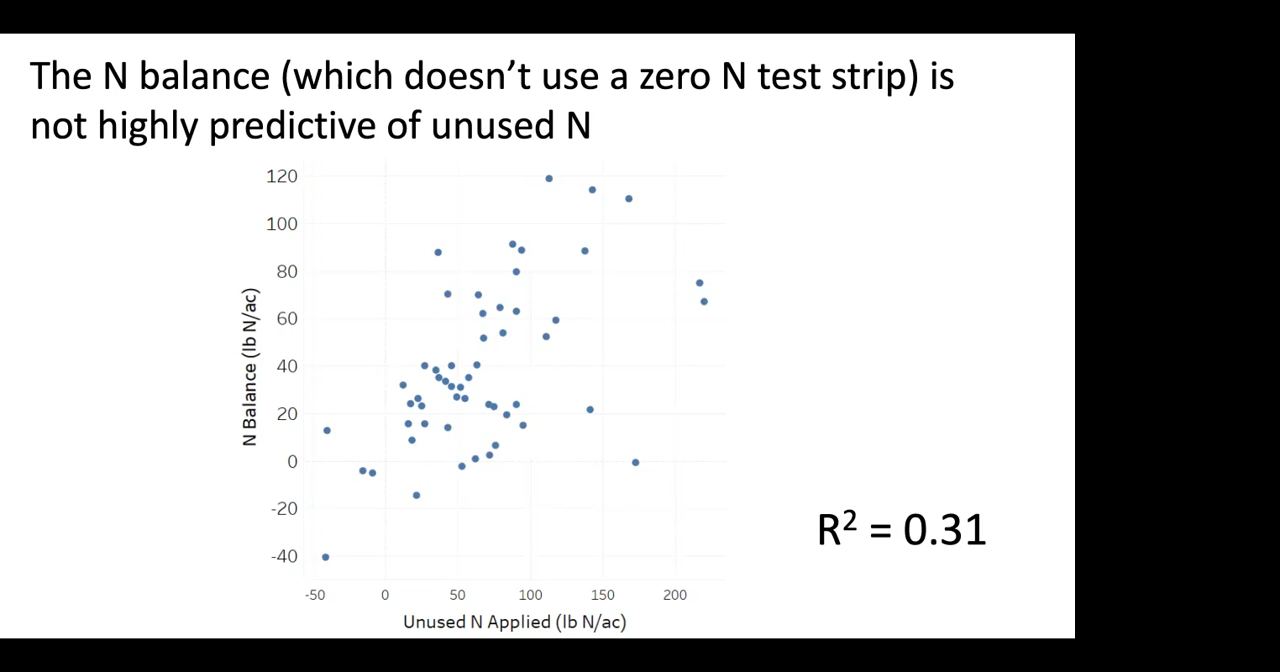 The N balance (which doesn’t use a zero N test strip) is
not highly predictive of unused N
120
100
80
60
40
20
0
-20
-40
N Balance (lb N/ac)
-50 0 50 100 150 200
Unused N Applied (lb N/ac)
R² = 0.31